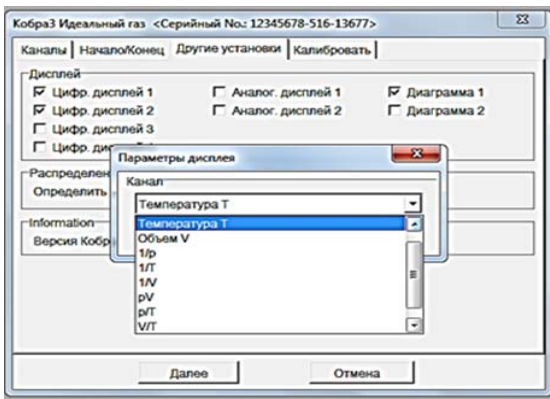 Кобра3 Идеальный газ <Серийный No.: 12345678-516-13677>
Каналы Начало/Конец Другие установки Калибровать
Дисплей
Цифр. дисплей 1 Аналог. дисплей 1 Диаграмма 1
Цифр. дисплей 2 Аналог. дисплей 2 Диаграмма 2
Цифр. дисплей 3
Цифр.
Параметры дисплея
Распределен
Канал
Определить
Температура T
Температура T
Information
Объем V
Версия Кобр
1/p
1/T
1/V
pV
p/T
V/T
Далее Отмена